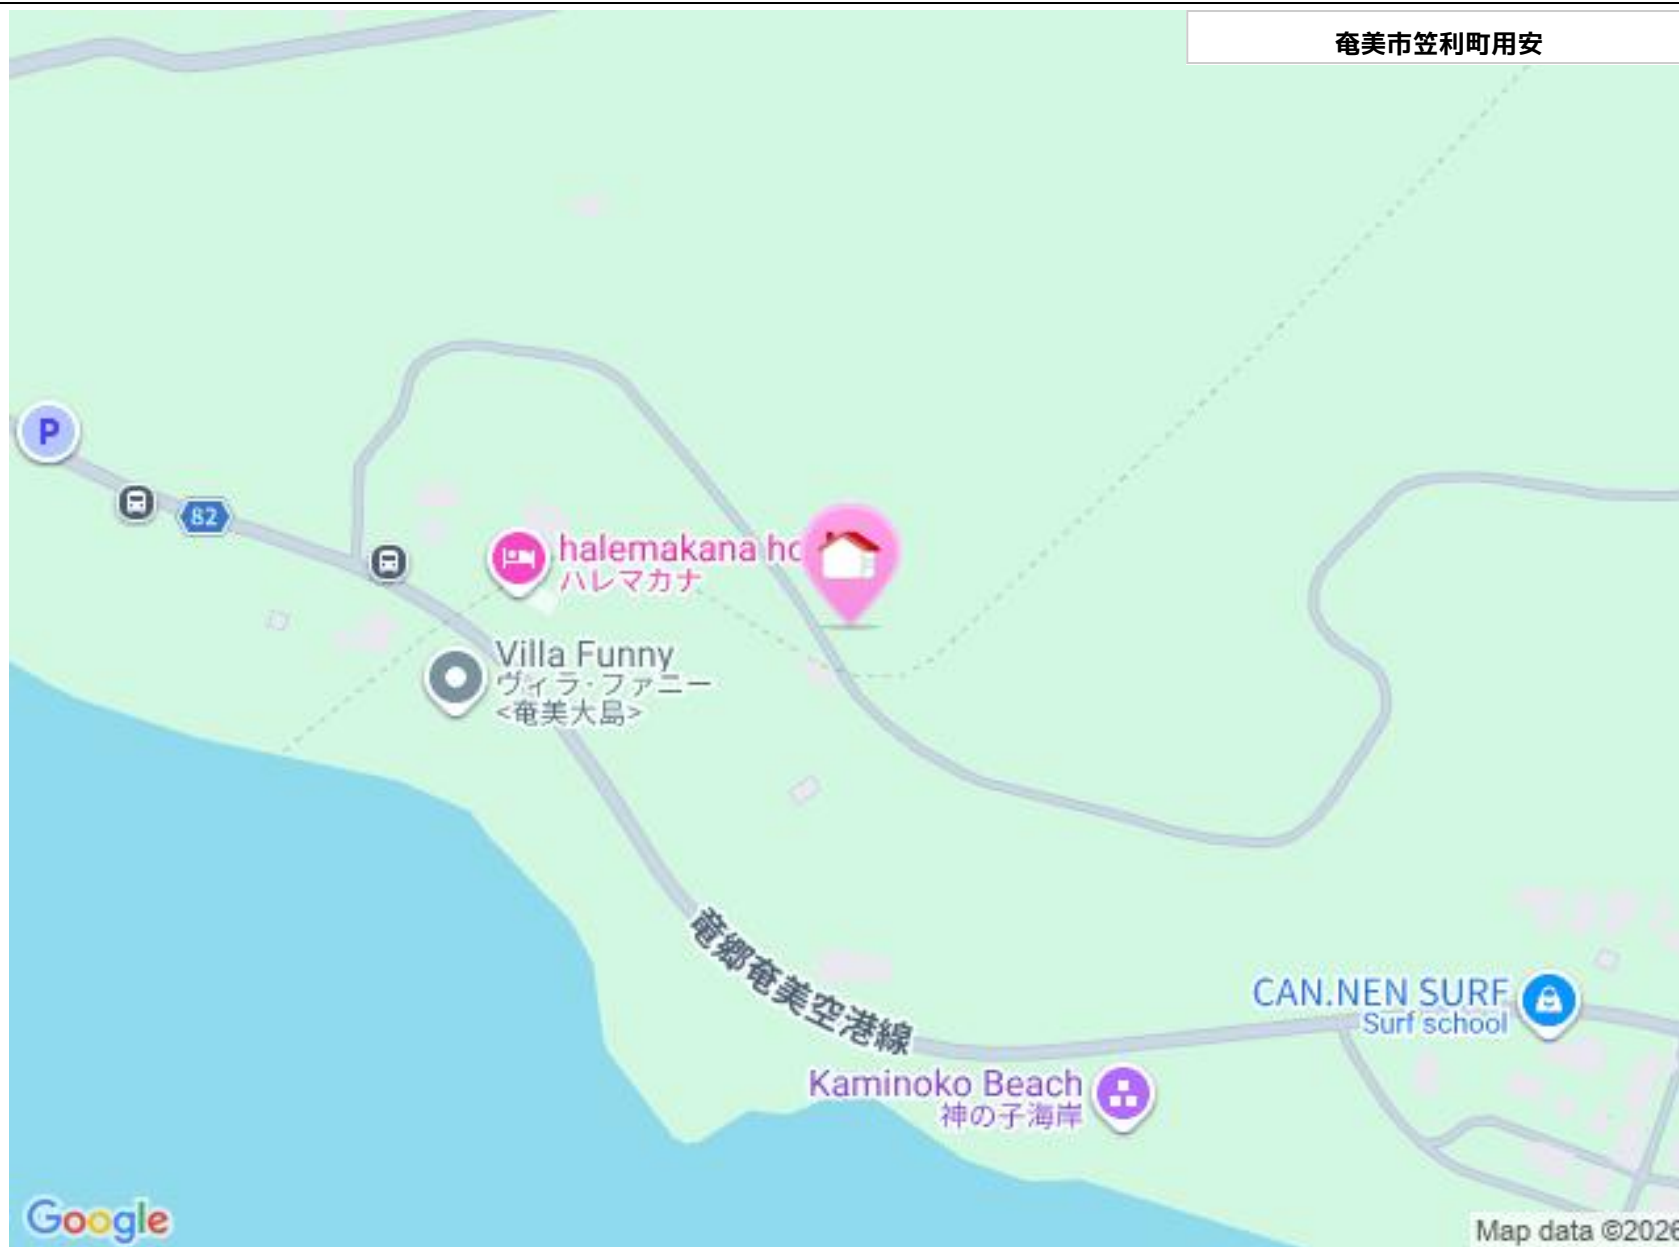 奄美市笠利町用安
P
82
halemakana
ハレマカナ
Villa Funny
ヴィラ・ファニー
<奄美大島>
竜郷奄美空港線
CAN.NEN SURF
Surf school
Kaminoko Beach
神の子海岸
Google
Map data ©2026